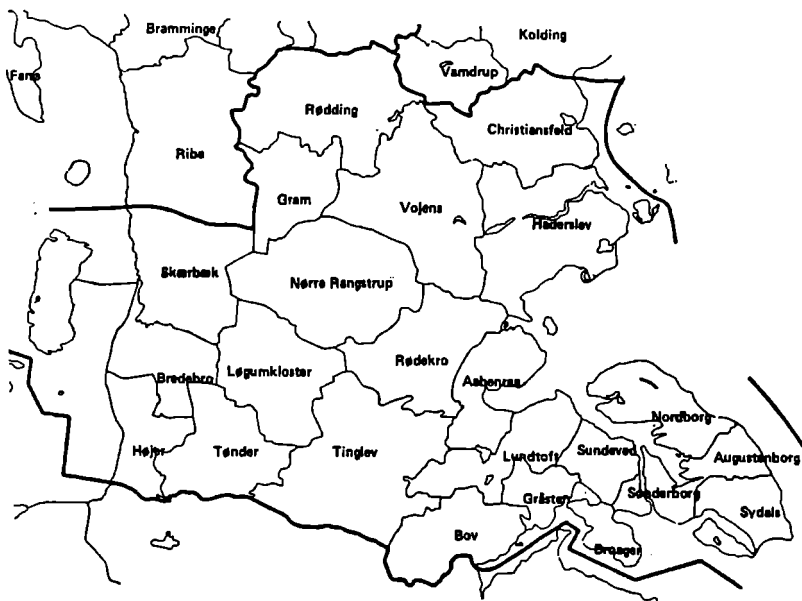 Bramminge
Kolding
Fanø
Vamdrup
Rødding
Christiansfeld
Ribe
Gram
Vojens
Haderslev
Skærbæk
Nørre Rangstrup
Rødekro
Løgumkloster
Bredebro
Aabenraa
Nordborg
Højer
Tønder
Tinglev
Lundtoft
Sundeved
Augustenborg
Gråsten
Sønderborg
Sydals
Bov
Broager